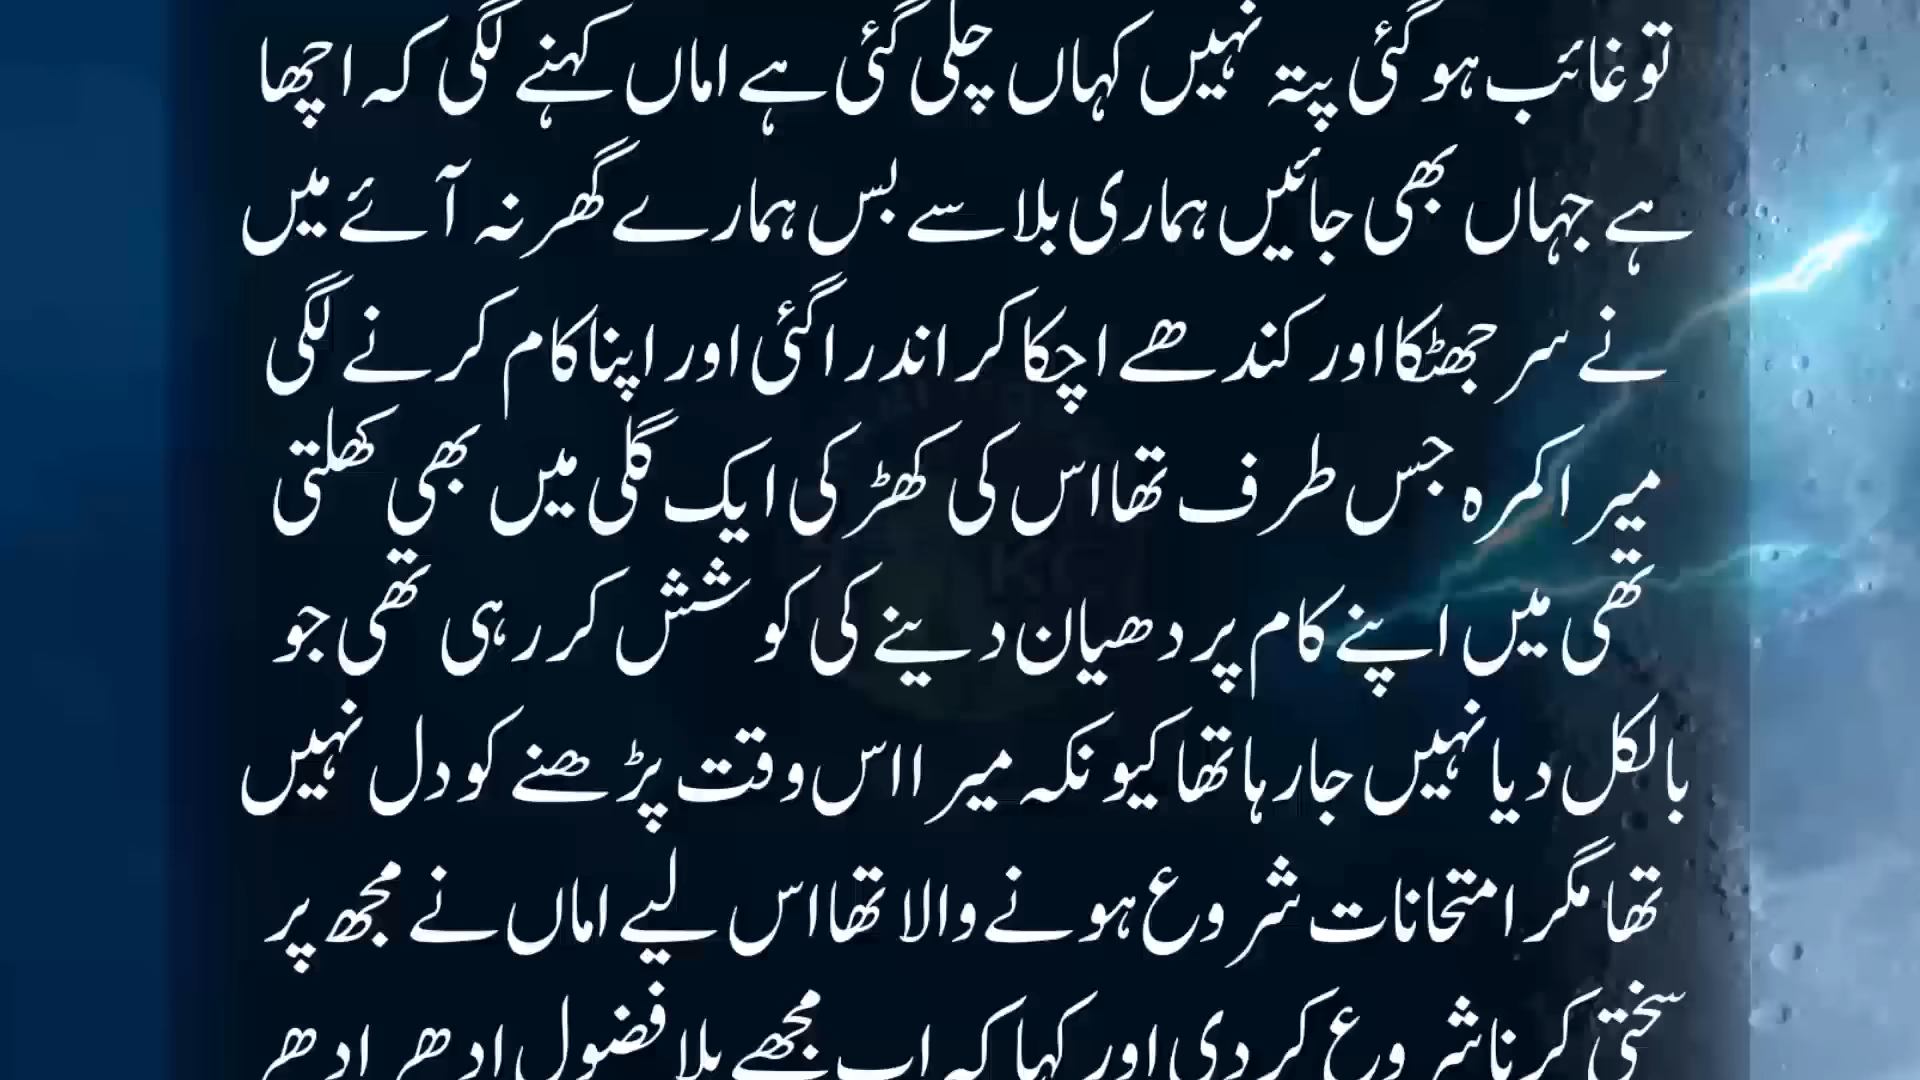 تو غائب ہو گئی پتہ نہیں کہاں چلی گئی ہے اماں کہنے لگی کہ اچھا
ہے جہاں بھی جائیں ہماری بلا سے بس ہمارے گھر نہ آئے میں
نے سر جھٹکا اور کندھے اچکا کر اندر اگئی اور اپنا کام کرنے لگی
میرا کمرہ جس طرف تھا اس کی کھڑکی ایک گلی میں بھی کھلتی
تھی میں اپنے کام پر دھیان دینے کی کوشش کر رہی تھی جو
بالکل دیا نہیں جا رہا تھا کیونکہ میرا اس وقت پڑھنے کو دل نہیں
تھا مگر امتحانات شروع ہونے والا تھا اس لیے اماں نے مجھ پر
سختی کرنا شروع کر دی اور کہا کہ اب مجھے بلا فضول ادھر ادھر